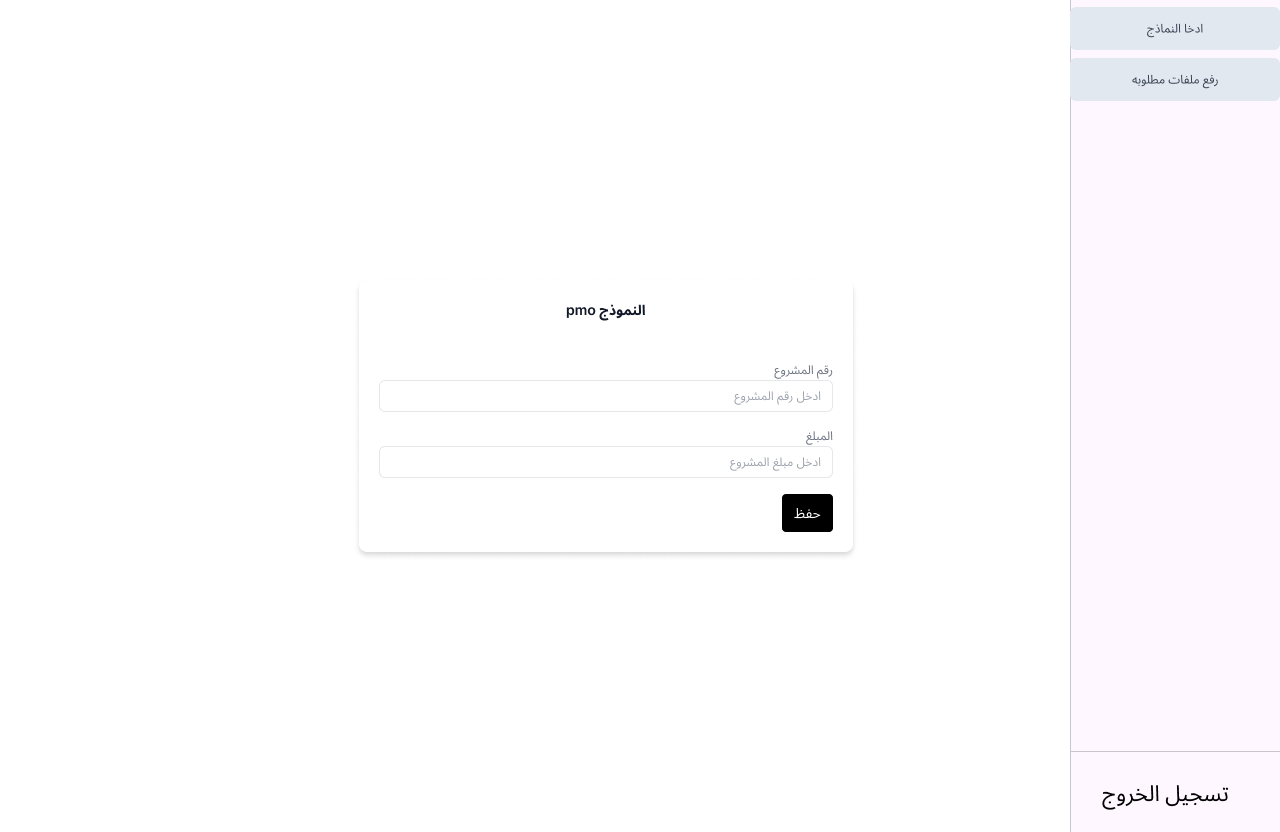 ادخا النماذج
رفع ملفات مطلوبه
النموذج pmo
رقم المشروع
ادخل رقم المشروع
المبلغ
ادخل مبلغ المشروع
حفظ
تسجيل الخروج